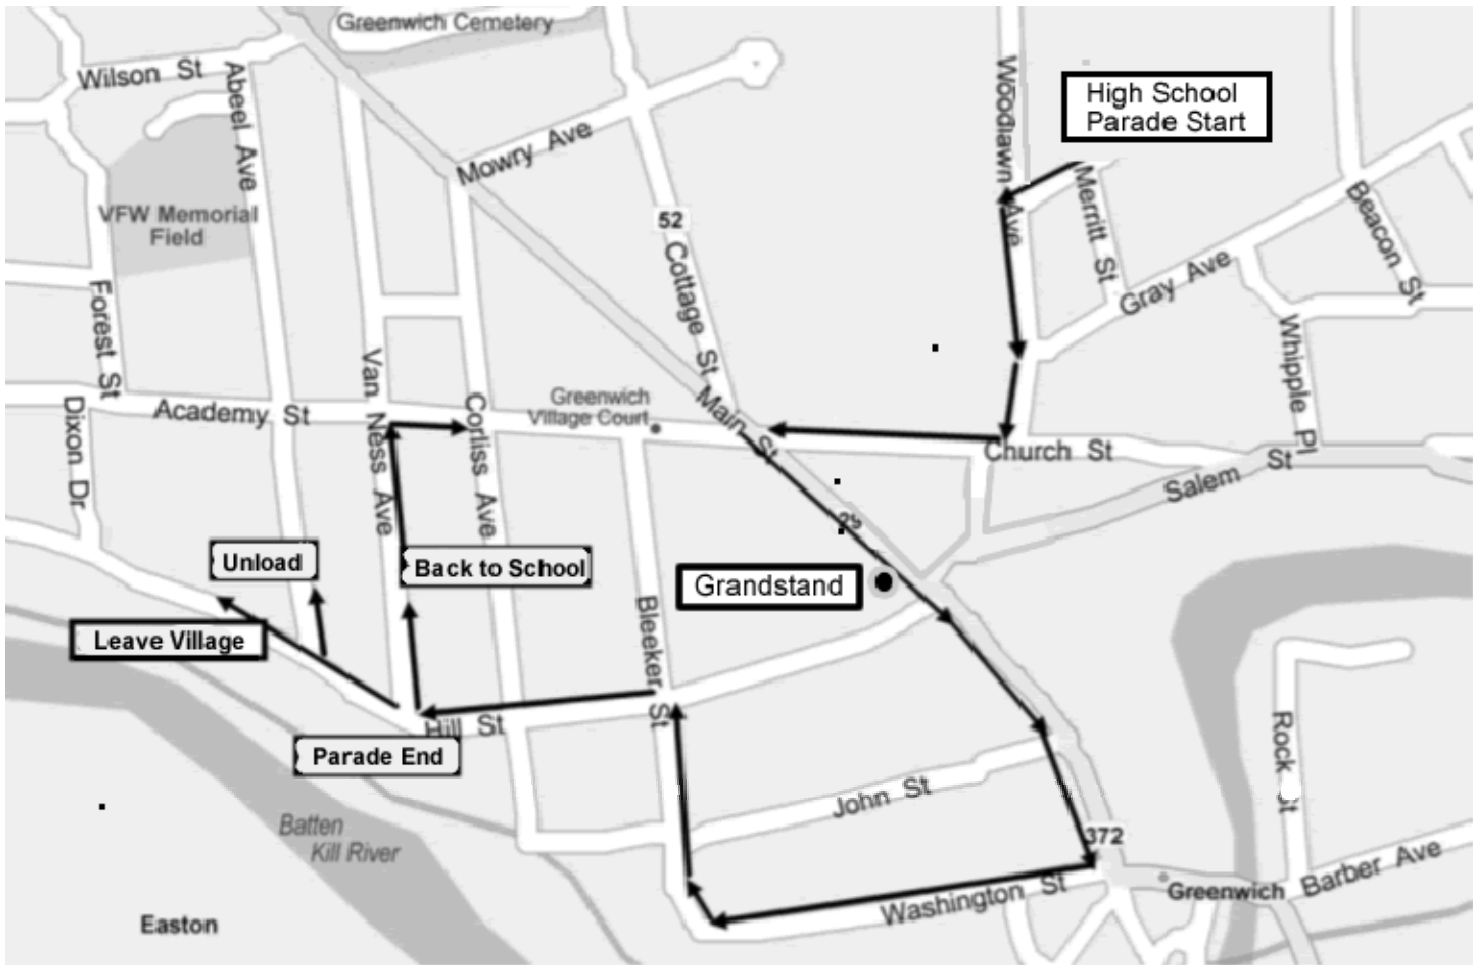 Greenwich Cemetery
Wilson St
Abeel Ave
Mowry Ave
Woodlawn Ave
High School
Parade Start
Merritt St
Gray Ave
Beacon St
Whipple Pl
VFW Memorial
Field
52
Cottage St
Forest St
Dixon Dr
Academy St
Van Ness Ave
Corliss Ave
Greenwich
Village Court
Main St
Church St
Salem St
Unload
Back to School
Grandstand
Leave Village
Bleeker St
Hill St
Parade End
John St
Rock St
Batten
Kill River
372
Washington St
Greenwich
Barber Ave
Easton